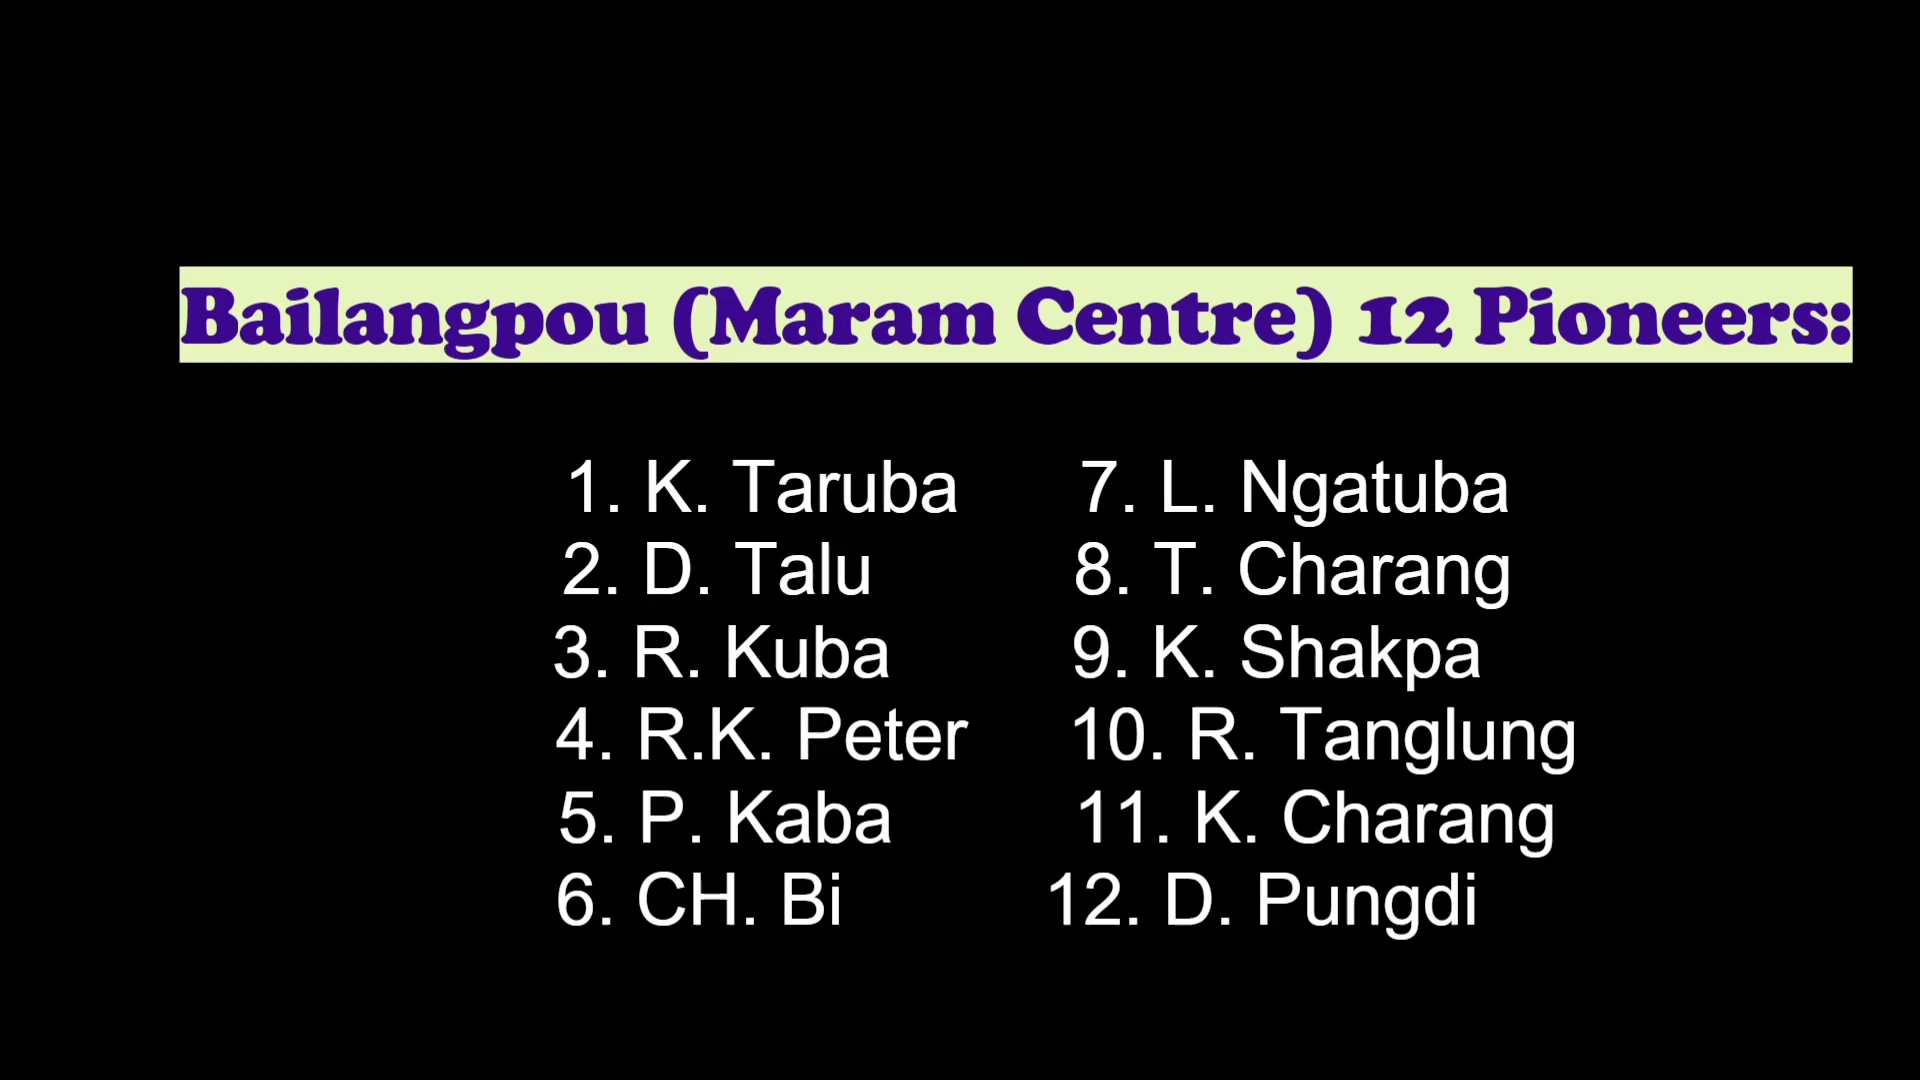 Bailangpou (Maram Centre) 12 Pioneers:
1. K. Taruba
2. D. Talu
3. R. Kuba
4. R.K. Peter
5. P. Kaba
6. CH. Bi
7. L. Ngatuba
8. T. Charang
9. K. Shakpa
10. R. Tanglung
11. K. Charang
12. D. Pungdi